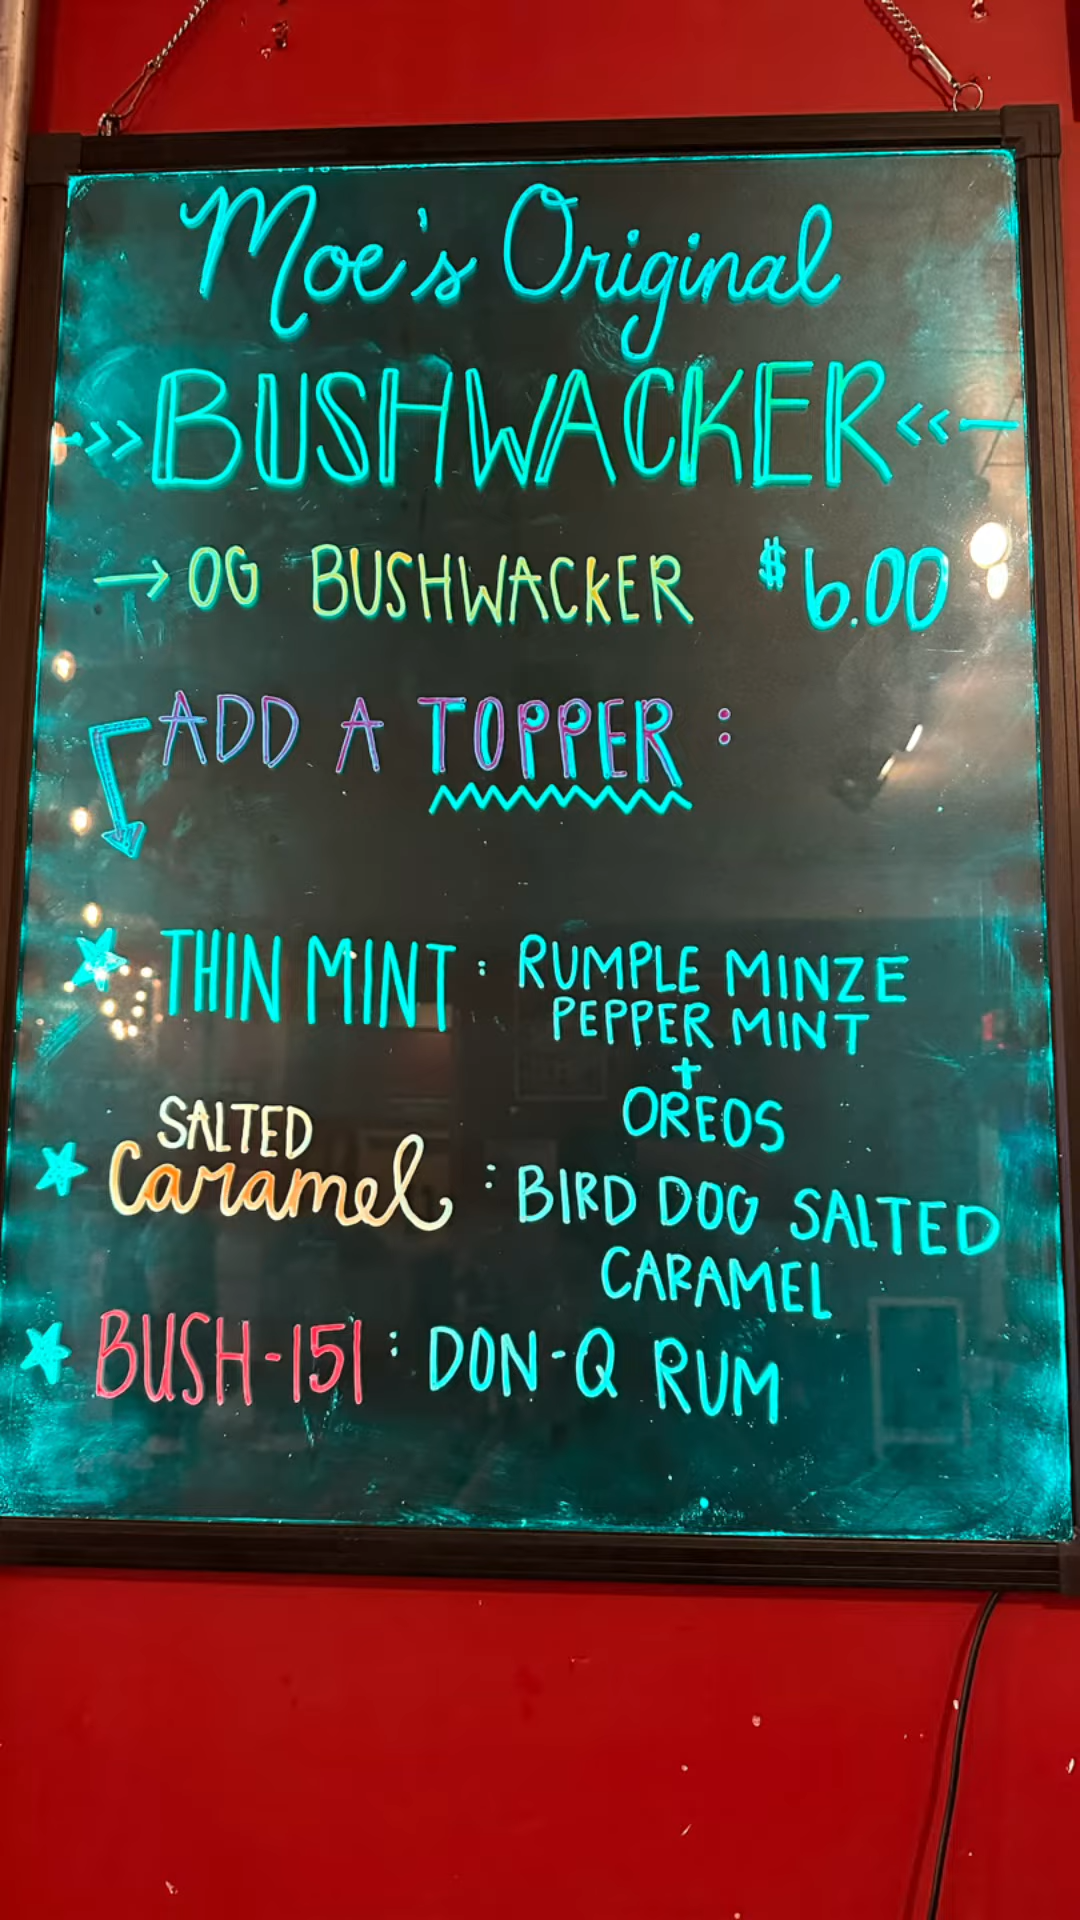 Moe's Original
BUSHWACKER
OG BUSHWACKER $6.00
ADD A TOPPER :
THIN MINT : RUMPLE MINZE
PEPPER MINT
+
OREOS
SALTED
Caramel : BIRD DOG SALTED
CARAMEL
BUSH-151 : DON-Q RUM